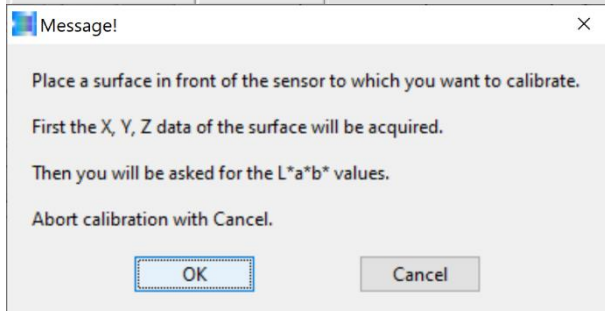 Message!
Place a surface in front of the sensor to which you want to calibrate.
First the X, Y, Z data of the surface will be acquired.
Then you will be asked for the L*a*b* values.
Abort calibration with Cancel.
OK Cancel